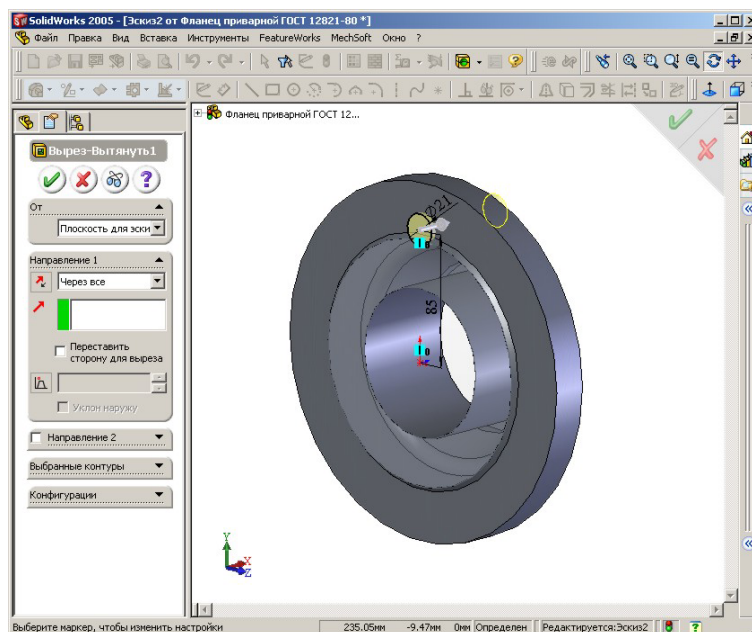 SolidWorks 2005 - [Эскиз2 от Фланец приварной ГОСТ 12821-80 *]
Файл Правка Вид Вставка Инструменты FeatureWorks MechSoft Окно ?
Фланец приварной ГОСТ 12...
Вырез-Вытянуть1
От
Плоскость для эски
Направление 1
Через все
Переставить
сторону для выреза
Уклон наружу
Направление 2
Выбранные контуры
Конфигурации
Ø21
85
Y
X
Z
Выберите маркер, чтобы изменить настройки 235.05мм -9.47мм 0мм Определен Редактируется:Эскиз2